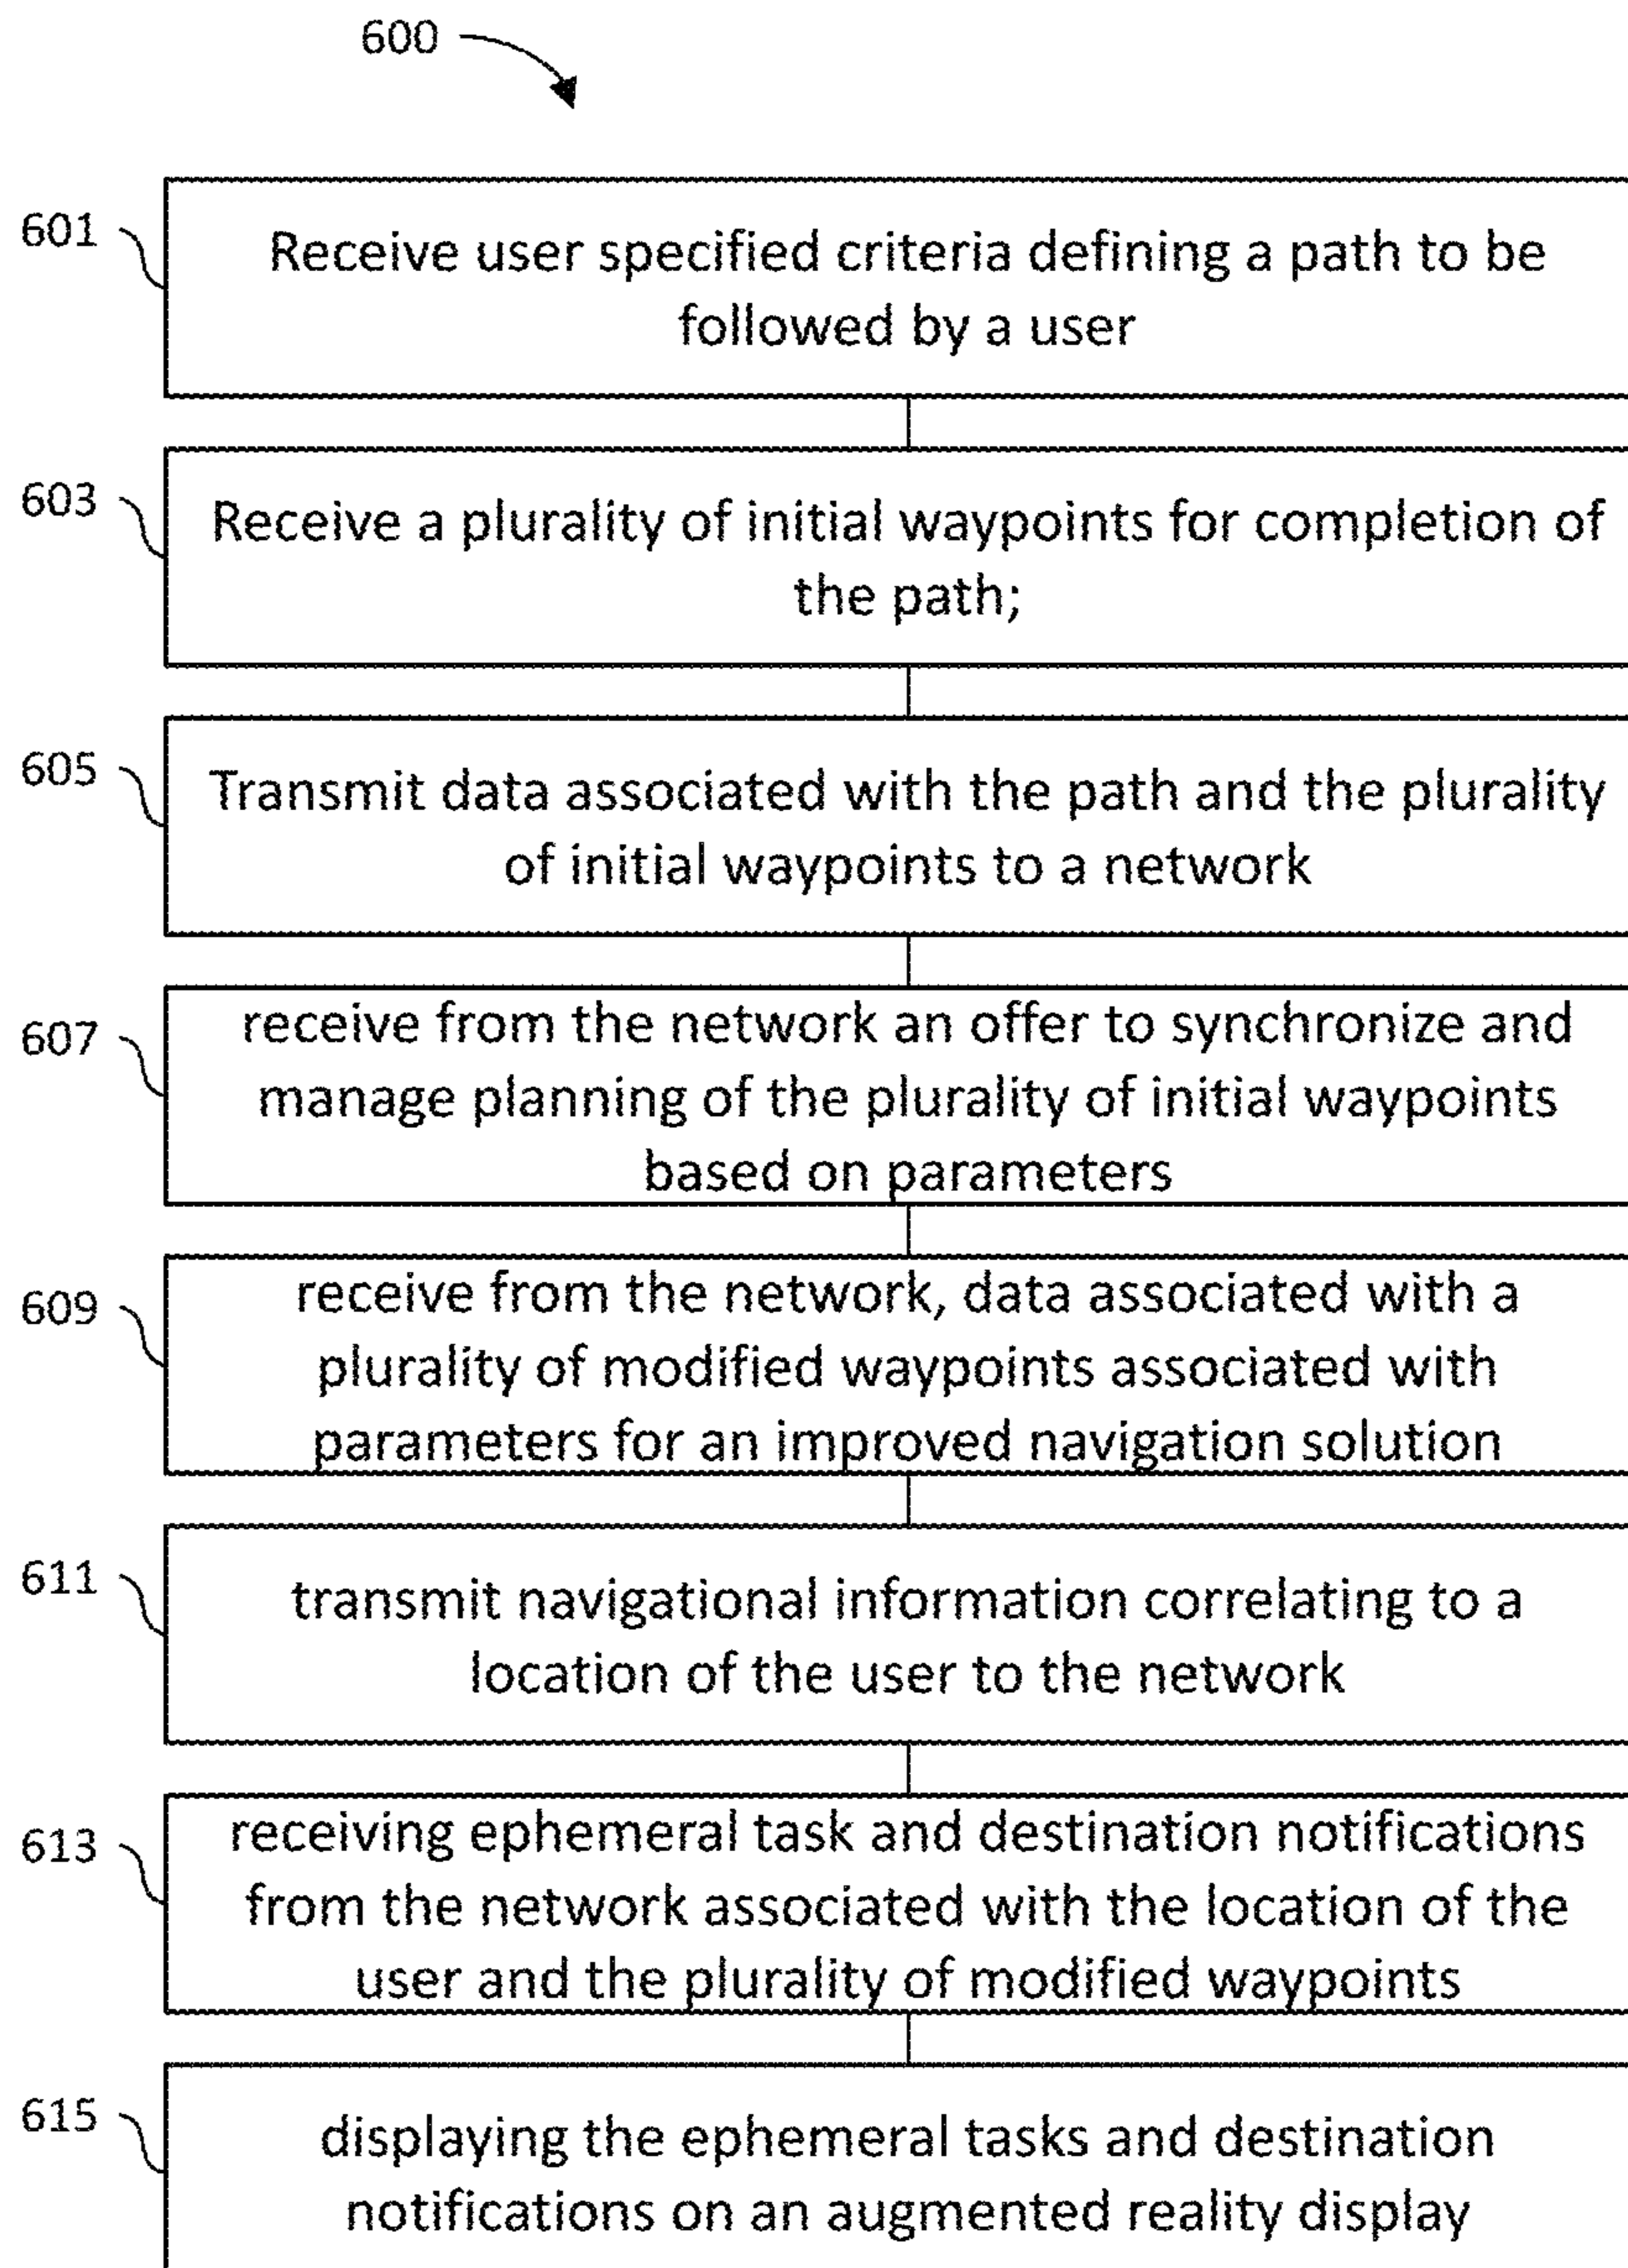 600
601
Receive user specified criteria defining a path to be
followed by a user
603
Receive a plurality of initial waypoints for completion of
the path;
605
Transmit data associated with the path and the plurality
of initial waypoints to a network
607
receive from the network an offer to synchronize and
manage planning of the plurality of initial waypoints
based on parameters
609
receive from the network, data associated with a
plurality of modified waypoints associated with
parameters for an improved navigation solution
611
transmit navigational information correlating to a
location of the user to the network
613
receiving ephemeral task and destination notifications
from the network associated with the location of the
user and the plurality of modified waypoints
615
displaying the ephemeral tasks and destination
notifications on an augmented reality display